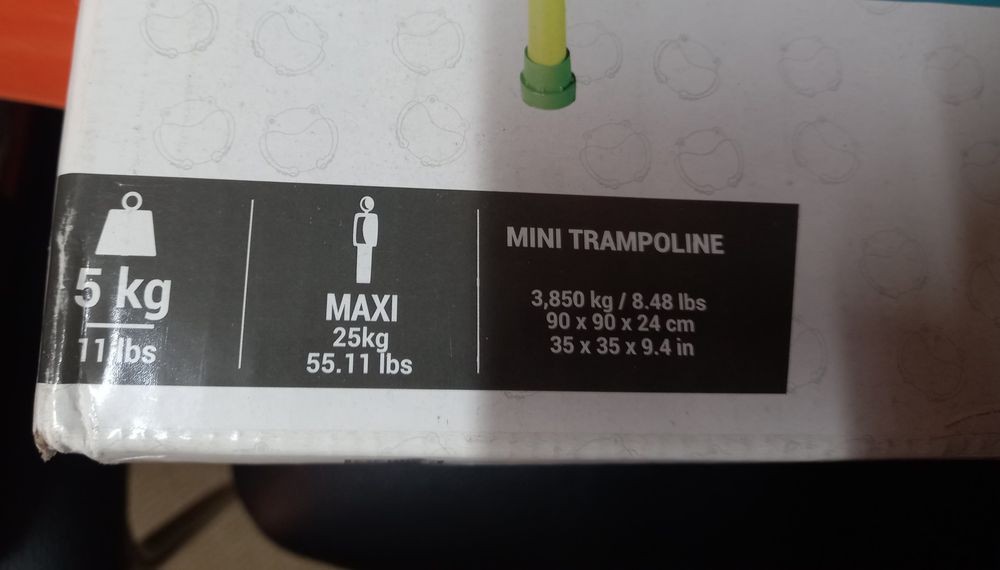 5 kg
11 lbs
MAXI
25kg
55.11 lbs
MINI TRAMPOLINE
3,850 kg / 8.48 lbs
90 x 90 x 24 cm
35 x 35 x 9.4 in